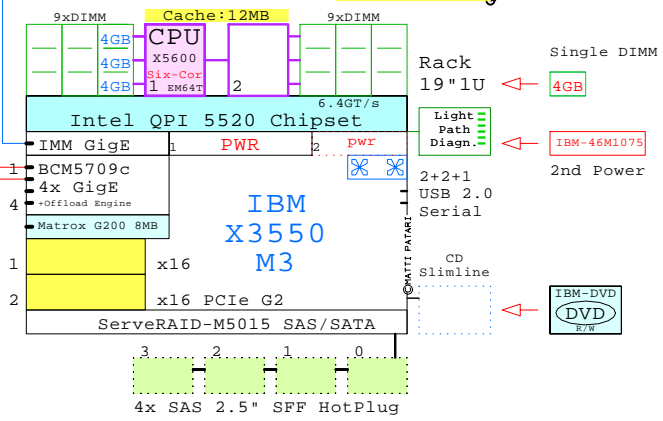 9xDIMM
Cache:12MB
9xDIMM
4GB
4GB
4GB
CPU
X5600
Six-Cor
1 EM64T
2
Rack
19"1U
Single DIMM
4GB
6.4GT/s
Intel QPI 5520 Chipset
Light
Path
Diagn.
IBM-46M1075
2nd Power
IMM GigE
1
PWR
2
pwr
1
BCM5709c
4x GigE
4
+Offload Engine
Matrox G200 8MB
2+2+1
USB 2.0
Serial
IBM
X3550
M3
©MATTI PATARI
CD
Slimline
1
x16
2
x16 PCIe G2
IBM-DVD
DVD
R/W
ServeRAID-M5015 SAS/SATA
3
2
1
0
4x SAS 2.5" SFF HotPlug